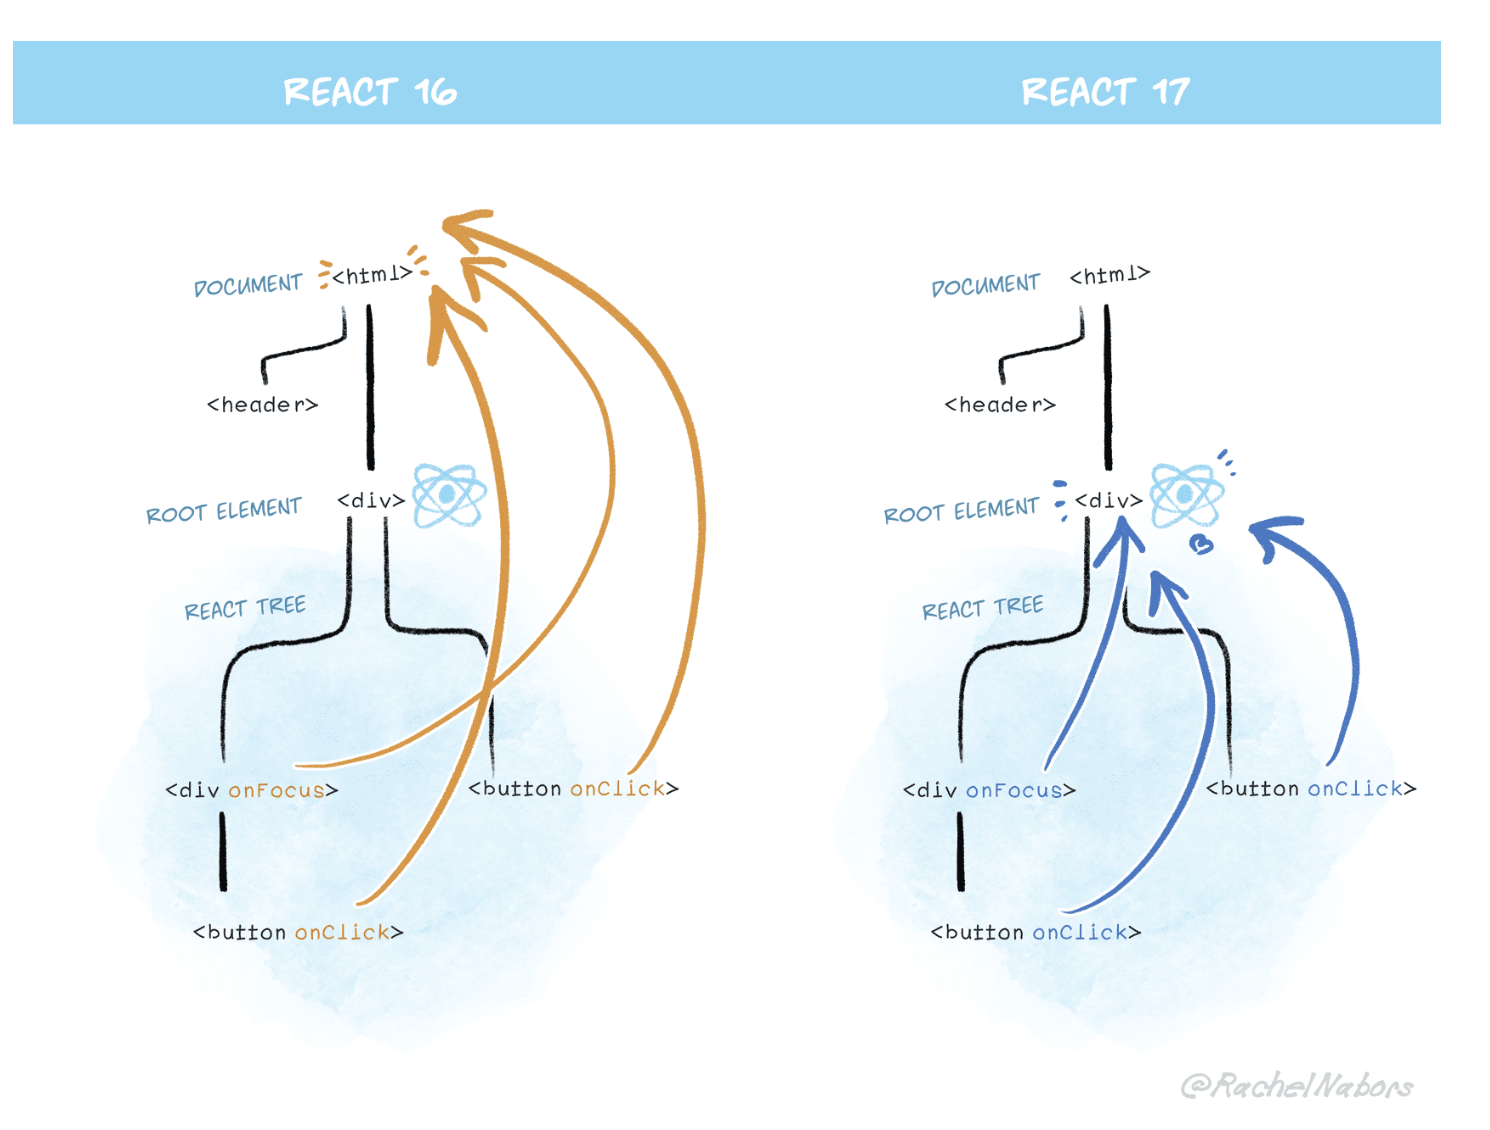 REACT 16
DOCUMENT <html>
<header>
ROOT ELEMENT <div>
REACT TREE
<div onFocus>
<button onClick>
<button onClick>
REACT 17
DOCUMENT <html>
<header>
ROOT ELEMENT <div>
REACT TREE
<div onFocus>
<button onClick>
<button onClick>
@RachelNabors